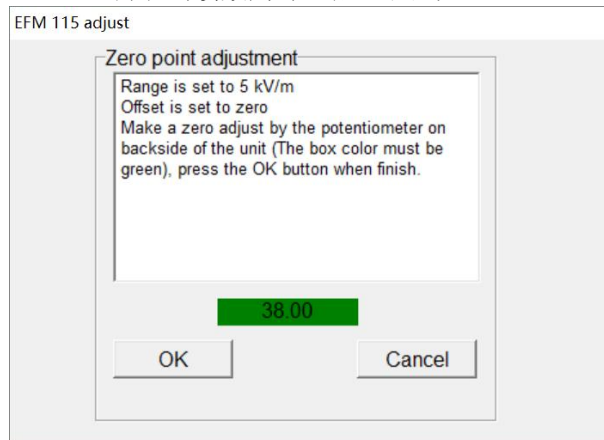 EFM 115 adjust
Zero point adjustment
Range is set to 5 kV/m
Offset is set to zero
Make a zero adjust by the potentiometer on
backside of the unit (The box color must be
green), press the OK button when finish.
38.00
OK
Cancel